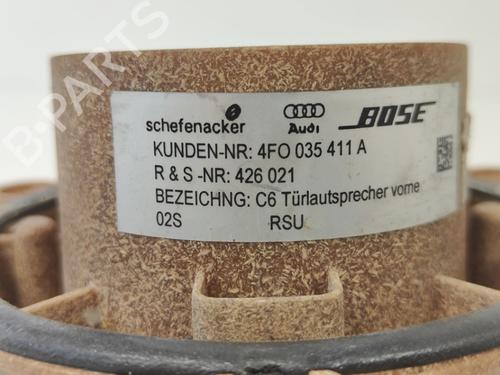 B-PARTS
schefenacker Audi BOSE
KUNDEN-NR: 4FO 035 411 A
R & S -NR: 426 021
BEZEICHNG: C6 Türlautsprecher vorne
02S RSU